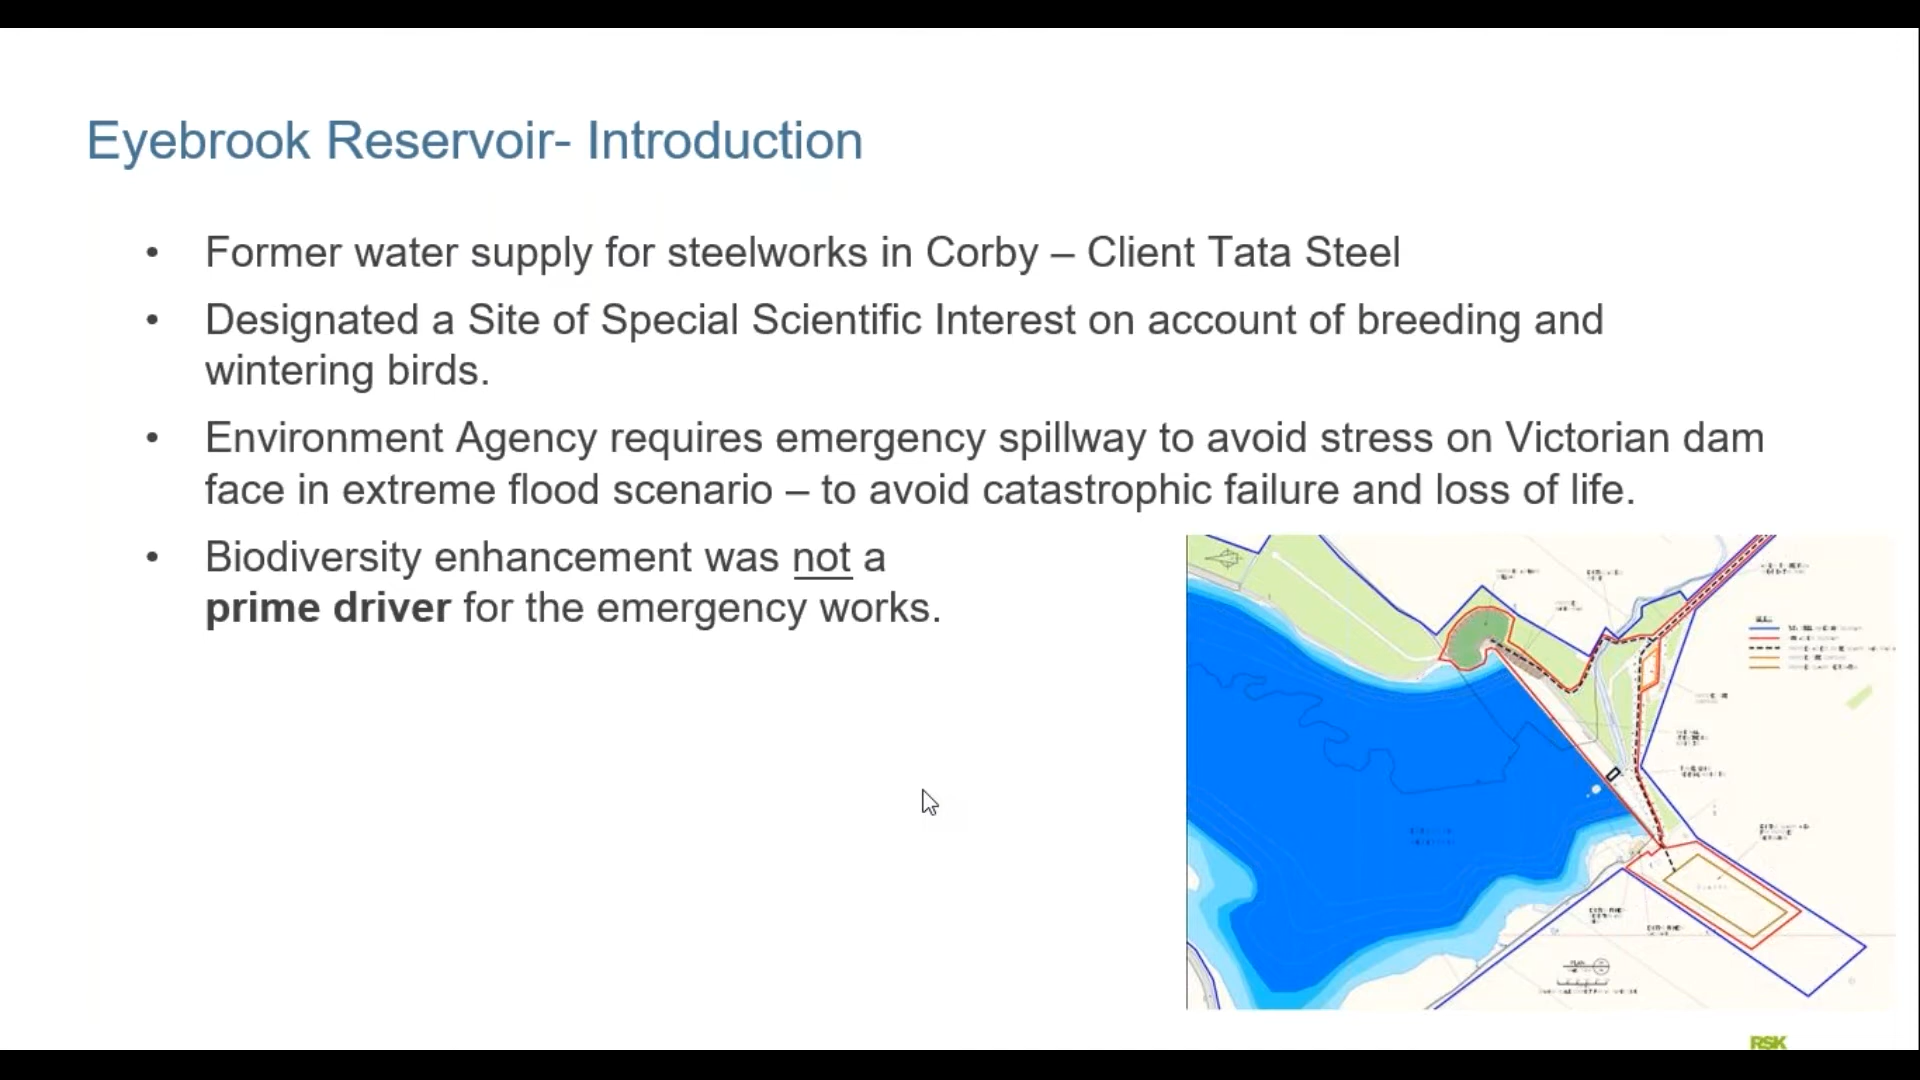 Eyebrook Reservoir- Introduction
• Former water supply for steelworks in Corby – Client Tata Steel
• Designated a Site of Special Scientific Interest on account of breeding and
wintering birds.
• Environment Agency requires emergency spillway to avoid stress on Victorian dam
face in extreme flood scenario – to avoid catastrophic failure and loss of life.
• Biodiversity enhancement was not a
prime driver for the emergency works.
RSK